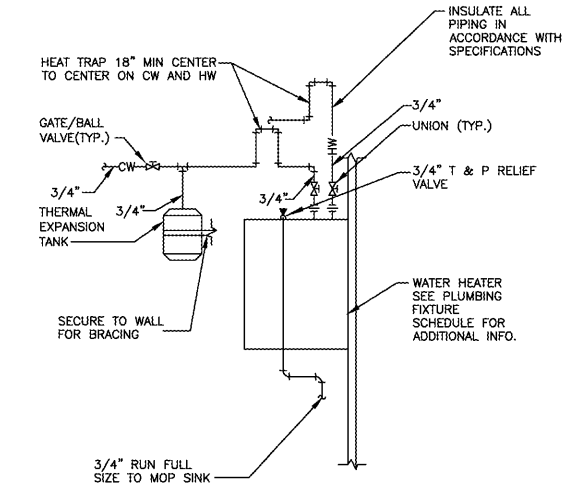 INSULATE ALL
PIPING IN
ACCORDANCE WITH
SPECIFICATIONS
HEAT TRAP 18" MIN CENTER
TO CENTER ON CW AND HW
3/4"
GATE/BALL
VALVE(TYP.)
UNION (TYP.)
HW
CW
3/4"
3/4" T & P RELIEF
VALVE
3/4"
3/4"
THERMAL
EXPANSION
TANK
WATER HEATER
SEE PLUMBING
FIXTURE
SCHEDULE FOR
ADDITIONAL INFO.
SECURE TO WALL
FOR BRACING
3/4" RUN FULL
SIZE TO MOP SINK